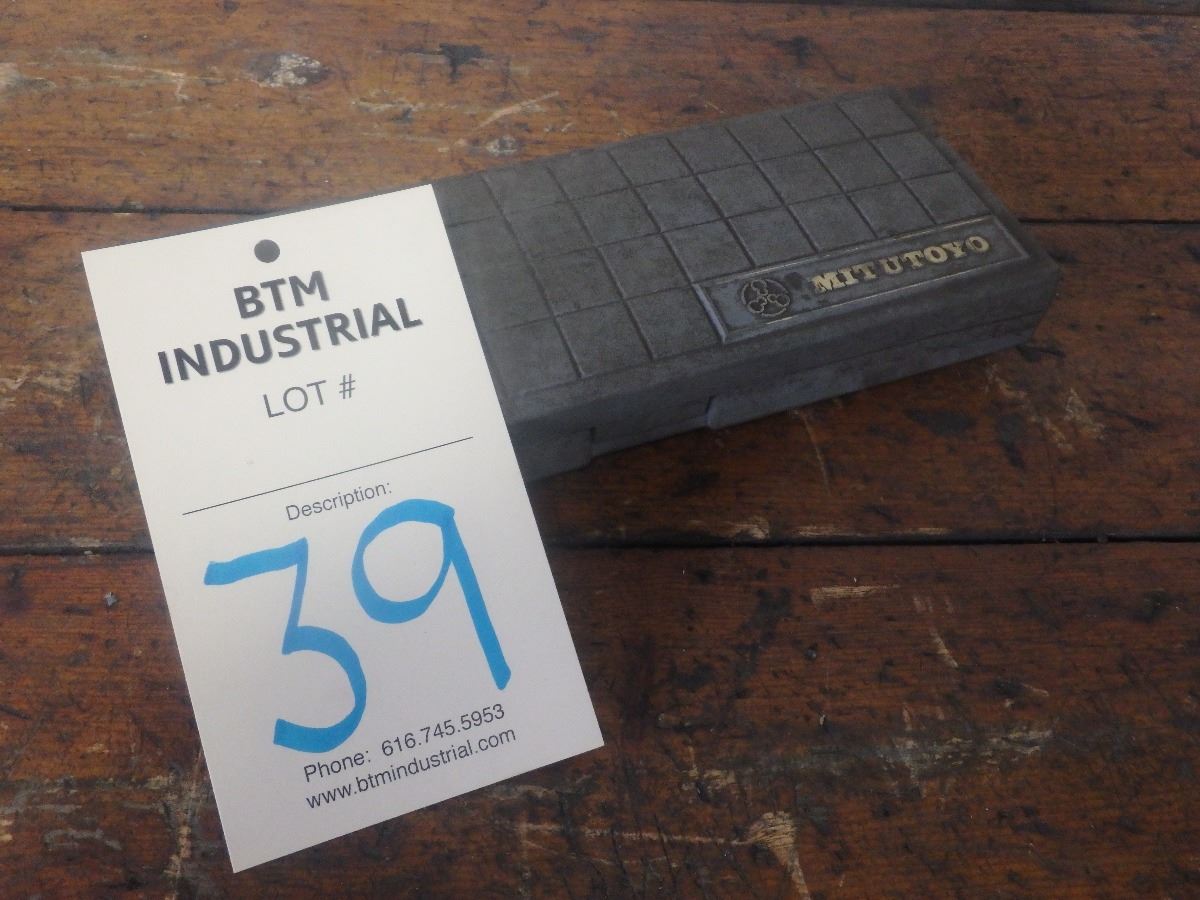 BTM
INDUSTRIAL
LOT #
Description:
39
Phone: 616.745.5953
www.btmindustrial.com
MITUTOYO